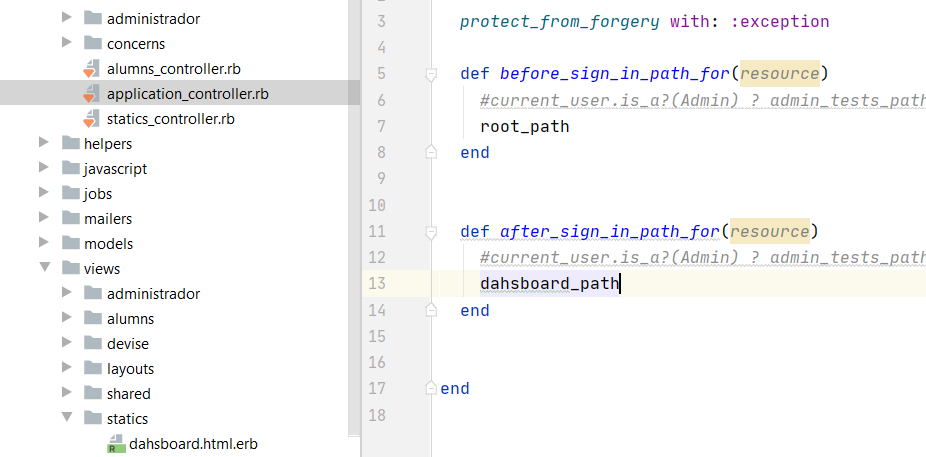 administrador
concerns
alumns_controller.rb
application_controller.rb
statics_controller.rb
helpers
javascript
jobs
mailers
models
views
administrador
alumns
devise
layouts
shared
statics
dahsboard.html.erb
3 protect_from_forgery with: :exception
4
5 def before_sign_in_path_for(resource)
6 #current_user.is_a?(Admin) ? admin_tests_path
7 root_path
8 end
9
10
11 def after_sign_in_path_for(resource)
12 #current_user.is_a?(Admin) ? admin_tests_path
13 dahsboard_path
14 end
15
16
17 end
18